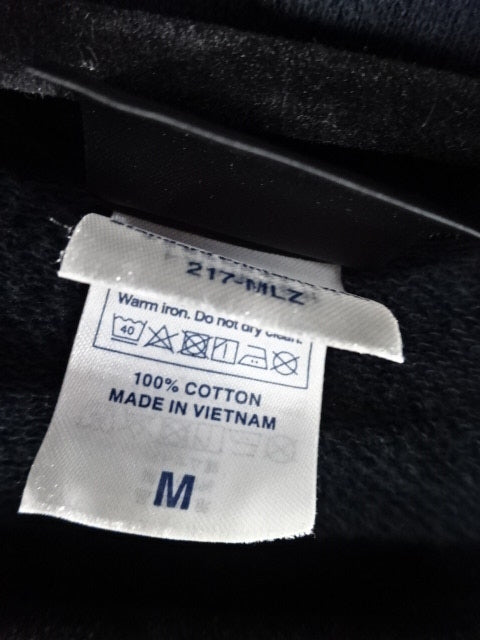 217-MLZ
Warm iron. Do not dry clean.
40
100% COTTON
MADE IN VIETNAM
M